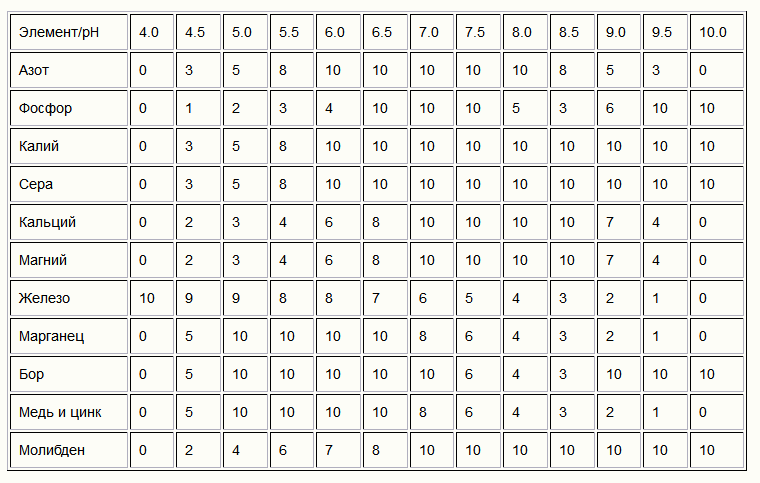 Элемент/pH 4.0 4.5 5.0 5.5 6.0 6.5 7.0 7.5 8.0 8.5 9.0 9.5 10.0
Азот 0 3 5 8 10 10 10 10 10 8 5 3 0
Фосфор 0 1 2 3 4 10 10 10 5 3 6 10 10
Калий 0 3 5 8 10 10 10 10 10 10 10 10 10
Сера 0 3 5 8 10 10 10 10 10 10 10 10 10
Кальций 0 2 3 4 6 8 10 10 10 10 7 4 0
Магний 0 2 3 4 6 8 10 10 10 10 7 4 0
Железо 10 9 9 8 8 7 6 5 4 3 2 1 0
Марганец 0 5 10 10 10 10 8 6 4 3 2 1 0
Бор 0 5 10 10 10 10 10 6 4 3 10 10 10
Медь и цинк 0 5 10 10 10 10 8 6 4 3 2 1 0
Молибден 0 2 4 6 7 8 10 10 10 10 10 10 10